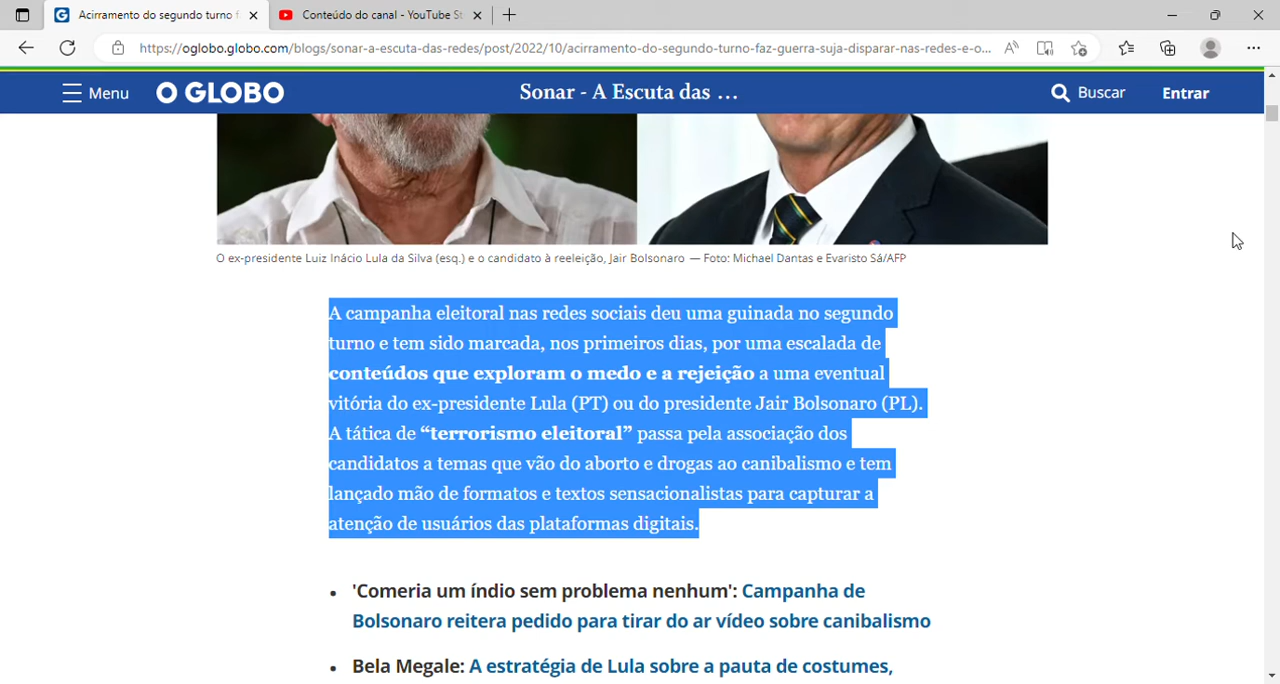 Acirramento do segundo turno f
Conteúdo do canal - YouTube St
https://oglobo.globo.com/blogs/sonar-a-escuta-das-redes/post/2022/10/acirramento-do-segundo-turno-faz-guerra-suja-disparar-nas-redes-e-o...
Menu
O GLOBO
Sonar - A Escuta das ...
Buscar
Entrar
O ex-presidente Luiz Inácio Lula da Silva (esq.) e o candidato à reeleição, Jair Bolsonaro — Foto: Michael Dantas e Evaristo Sá/AFP
A campanha eleitoral nas redes sociais deu uma guinada no segundo
turno e tem sido marcada, nos primeiros dias, por uma escalada de
conteúdos que exploram o medo e a rejeição a uma eventual
vitória do ex-presidente Lula (PT) ou do presidente Jair Bolsonaro (PL).
A tática de “terrorismo eleitoral” passa pela associação dos
candidatos a temas que vão do aborto e drogas ao canibalismo e tem
lançado mão de formatos e textos sensacionalistas para capturar a
atenção de usuários das plataformas digitais.
• 'Comeria um índio sem problema nenhum': Campanha de
Bolsonaro reitera pedido para tirar do ar vídeo sobre canibalismo
• Bela Megale: A estratégia de Lula sobre a pauta de costumes,